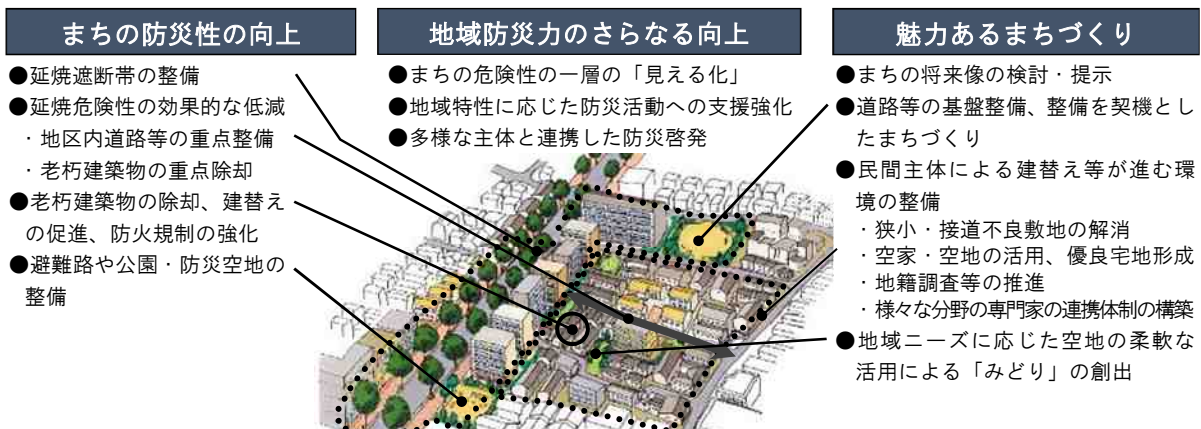 まちの防災性の向上
●延焼遮断帯の整備
●延焼危険性の効果的な低減
・地区内道路等の重点整備
・老朽建築物の重点除却
●老朽建築物の除却、建替え
の促進、防火規制の強化
●避難路や公園・防災空地の
整備
地域防災力のさらなる向上
●まちの危険性の一層の「見える化」
●地域特性に応じた防災活動への支援強化
●多様な主体と連携した防災啓発
魅力あるまちづくり
●まちの将来像の検討・提示
●道路等の基盤整備、整備を契機とし
たまちづくり
●民間主体による建替え等が進む環
境の整備
・狭小・接道不良敷地の解消
・空家・空地の活用、優良宅地形成
・地籍調査等の推進
・様々な分野の専門家の連携体制の構築
●地域ニーズに応じた空地の柔軟な
活用による「みどり」の創出